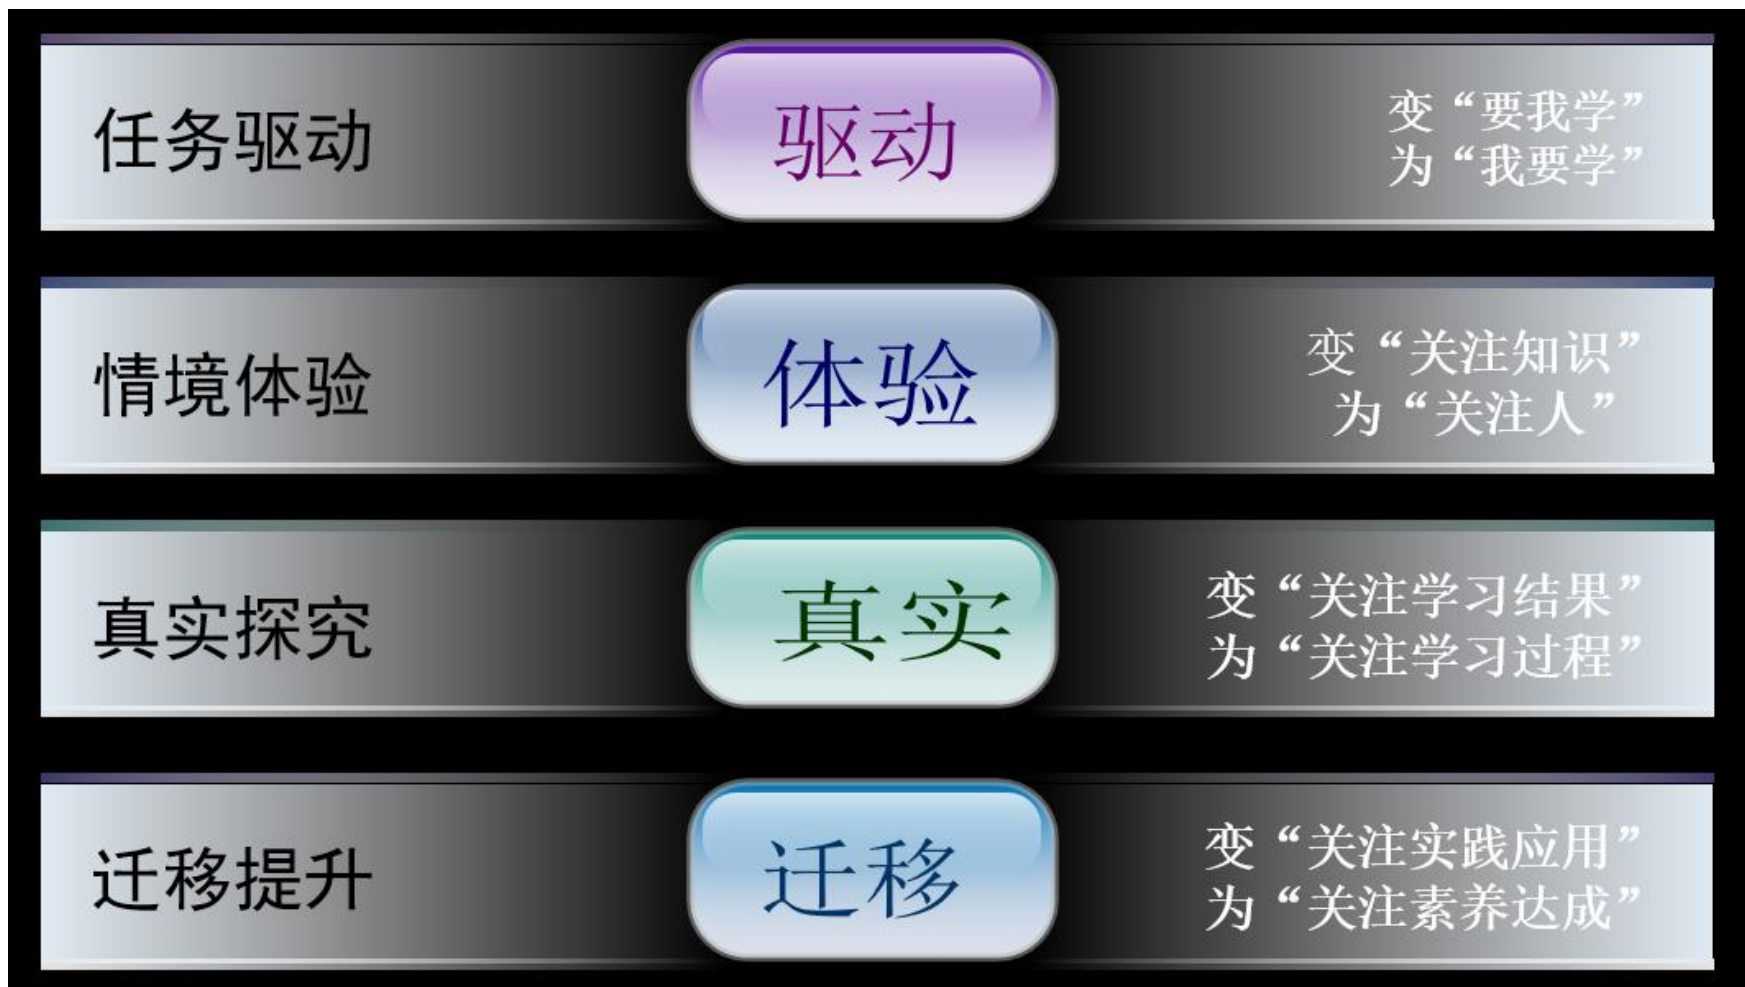 任务驱动
驱动
变“要我学”
为“我要学”
情境体验
体验
变“关注知识”
为“关注人”
真实探究
真实
变“关注学习结果”
为“关注学习过程”
迁移提升
迁移
变“关注实践应用”
为“关注素养达成”